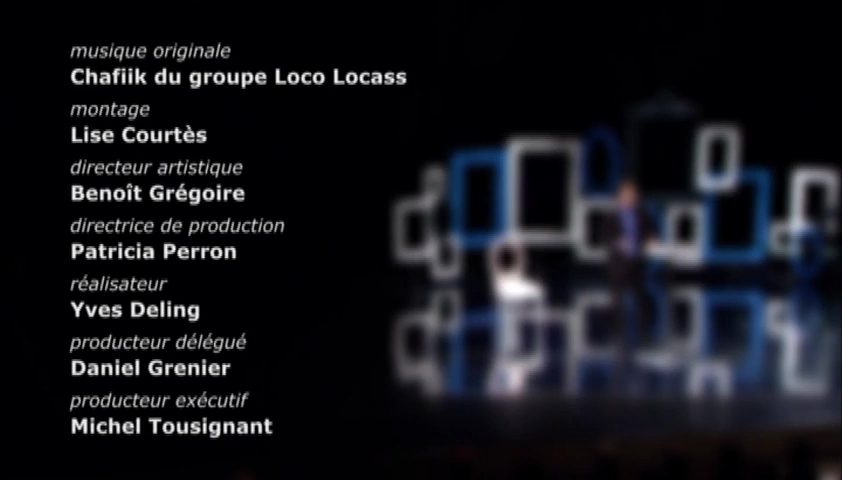 musique originale
Chafiik du groupe Loco Locass
montage
Lise Courtès
directeur artistique
Benoît Grégoire
directrice de production
Patricia Perron
réalisateur
Yves Deling
producteur délégué
Daniel Grenier
producteur exécutif
Michel Tousignant